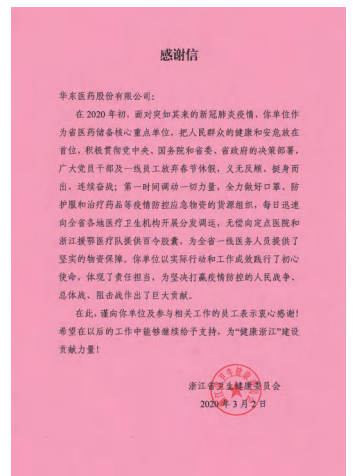 感谢信
华东医药股份有限公司：
在 2020 年初，面对突如其来的新冠肺炎疫情，你单位作
为省医药储备核心重点单位，把人民群众的健康和安危放在
首位，积极贯彻党中央、国务院和省委、省政府的决策部署，
广大党员干部及一线员工放弃春节休假，义无反顾、挺身而
出、连续奋战；第一时间调动一切力量，全力做好口罩、防
护服和治疗药品等疫情防控应急物资的货源组织，每日迅速
向全省各地医疗卫生机构开展分发调运，无偿向定点医院和
浙江援鄂医疗队提供百令胶囊，为全省一线医务人员提供了
坚实的物资保障。你单位以实际行动和工作成效践行了初心
使命，体现了责任担当，为坚决打赢疫情防控的人民战争、
总体战、阻击战作出了巨大贡献。
在此，谨向你单位及参与相关工作的员工表示衷心感谢！
希望在以后的工作中能够继续给予支持，为“健康浙江”建设
贡献力量！
浙江省卫生健康委员会
2020 年 3 月 2 日